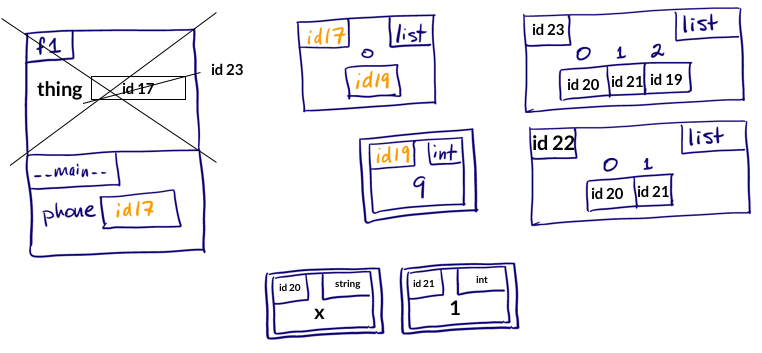 f1
thing id 17 id 23
__main__
phone id17
id17 list
0
id19
id19 int
9
id 23 list
0 1 2
id 20 id 21 id 19
id 22 list
0 1
id 20 id 21
id 20 string
x
id 21 int
1